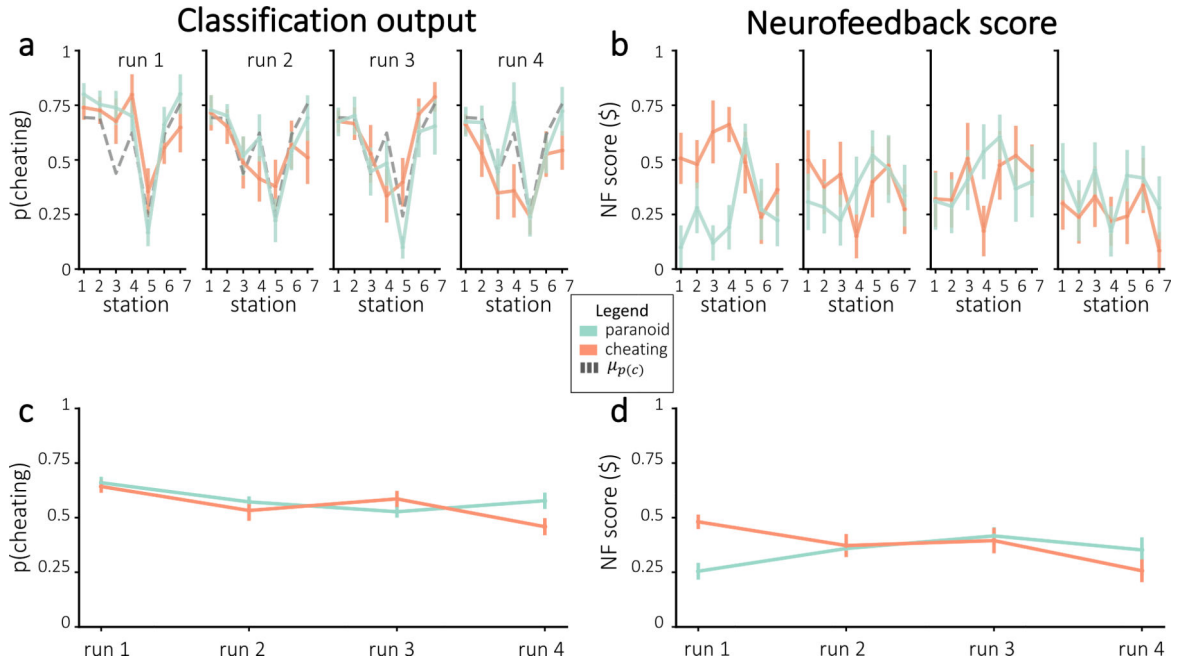 Classification output
Neurofeedback score
a
b
run 1
run 2
run 3
run 4
p(cheating)
1
0.75
0.5
0.25
0
1 2 3 4 5 6 7
1 2 3 4 5 6 7
1 2 3 4 5 6 7
1 2 3 4 5 6 7
station
station
station
station
NF score ($)
1
0.75
0.5
0.25
0
1 2 3 4 5 6 7
1 2 3 4 5 6 7
1 2 3 4 5 6 7
1 2 3 4 5 6 7
station
station
station
station
Legend
paranoid
cheating
μp(c)
c
p(cheating)
1
0.75
0.5
0.25
0
run 1 run 2 run 3 run 4
d
NF score ($)
1
0.75
0.5
0.25
0
run 1 run 2 run 3 run 4